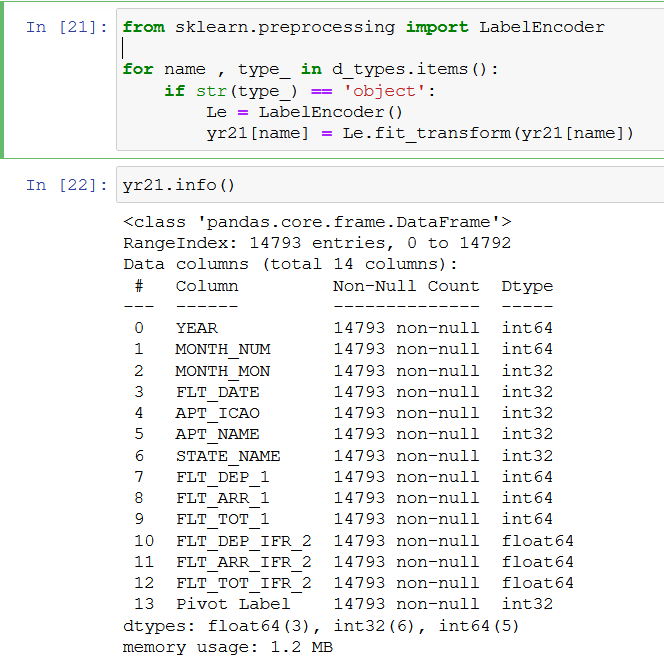 In [21]: from sklearn.preprocessing import LabelEncoder
for name , type_ in d_types.items():
    if str(type_) == 'object':
        Le = LabelEncoder()
        yr21[name] = Le.fit_transform(yr21[name])
In [22]: yr21.info()
<class 'pandas.core.frame.DataFrame'>
RangeIndex: 14793 entries, 0 to 14792
Data columns (total 14 columns):
 #   Column         Non-Null Count  Dtype
---  ------         --------------  -----
 0   YEAR           14793 non-null  int64
 1   MONTH_NUM      14793 non-null  int64
 2   MONTH_MON      14793 non-null  int32
 3   FLT_DATE       14793 non-null  int32
 4   APT_ICAO       14793 non-null  int32
 5   APT_NAME       14793 non-null  int32
 6   STATE_NAME     14793 non-null  int32
 7   FLT_DEP_1      14793 non-null  int64
 8   FLT_ARR_1      14793 non-null  int64
 9   FLT_TOT_1      14793 non-null  int64
 10  FLT_DEP_IFR_2  14793 non-null  float64
 11  FLT_ARR_IFR_2  14793 non-null  float64
 12  FLT_TOT_IFR_2  14793 non-null  float64
 13  Pivot Label    14793 non-null  int32
dtypes: float64(3), int32(6), int64(5)
memory usage: 1.2 MB